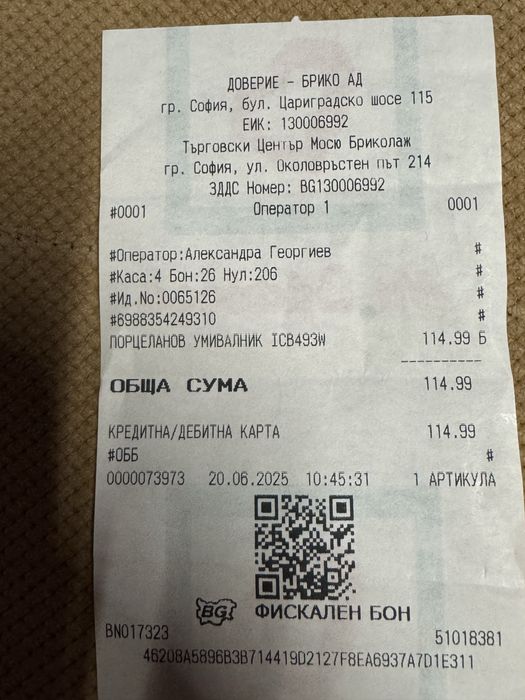 ДОВЕРИЕ - БРИКО АД
гр. София, бул. Цариградско шосе 115
ЕИК: 130006992
Търговски Център Мосю Бриколаж
гр. София, ул. Околовръстен път 214
ЗДДС Номер: BG130006992
#0001 Оператор 1 0001
#Оператор:Александра Георгиев #
#Каса:4 Бон:26 Нул:206 #
#Ид.No:0065126 #
#6988354249310 #
ПОРЦЕЛАНОВ УМИВАЛНИК ICB493W 114.99 Б
ОБЩА СУМА 114.99
КРЕДИТНА/ДЕБИТНА КАРТА 114.99
#ОББ #
0000073973 20.06.2025 10:45:31 1 АРТИКУЛА
BG ФИСКАЛЕН БОН
BN017323 51018381
46208A5896B3B714419D2127F8EA6937A7D1E311